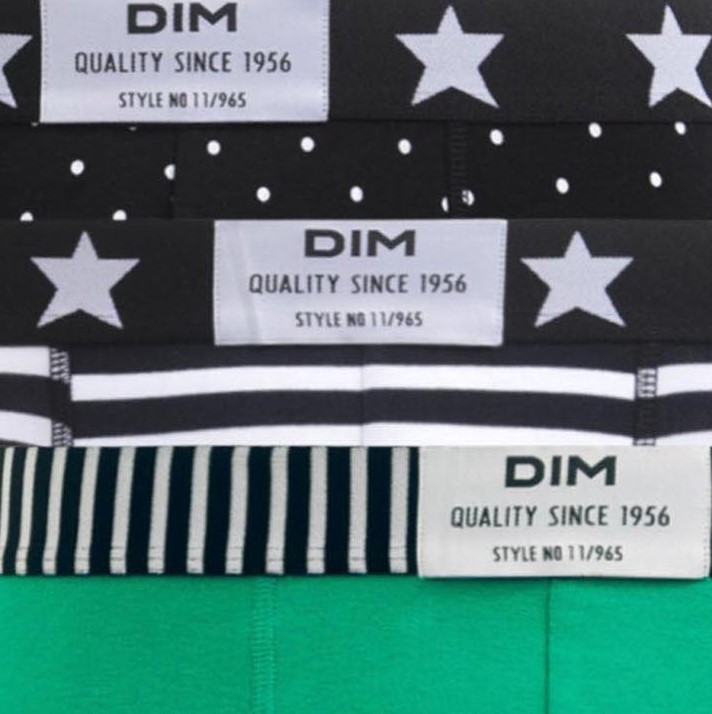 DIM
QUALITY SINCE 1956
STYLE NO 11/965
DIM
QUALITY SINCE 1956
STYLE NO 11/965
DIM
QUALITY SINCE 1956
STYLE NO 11/965